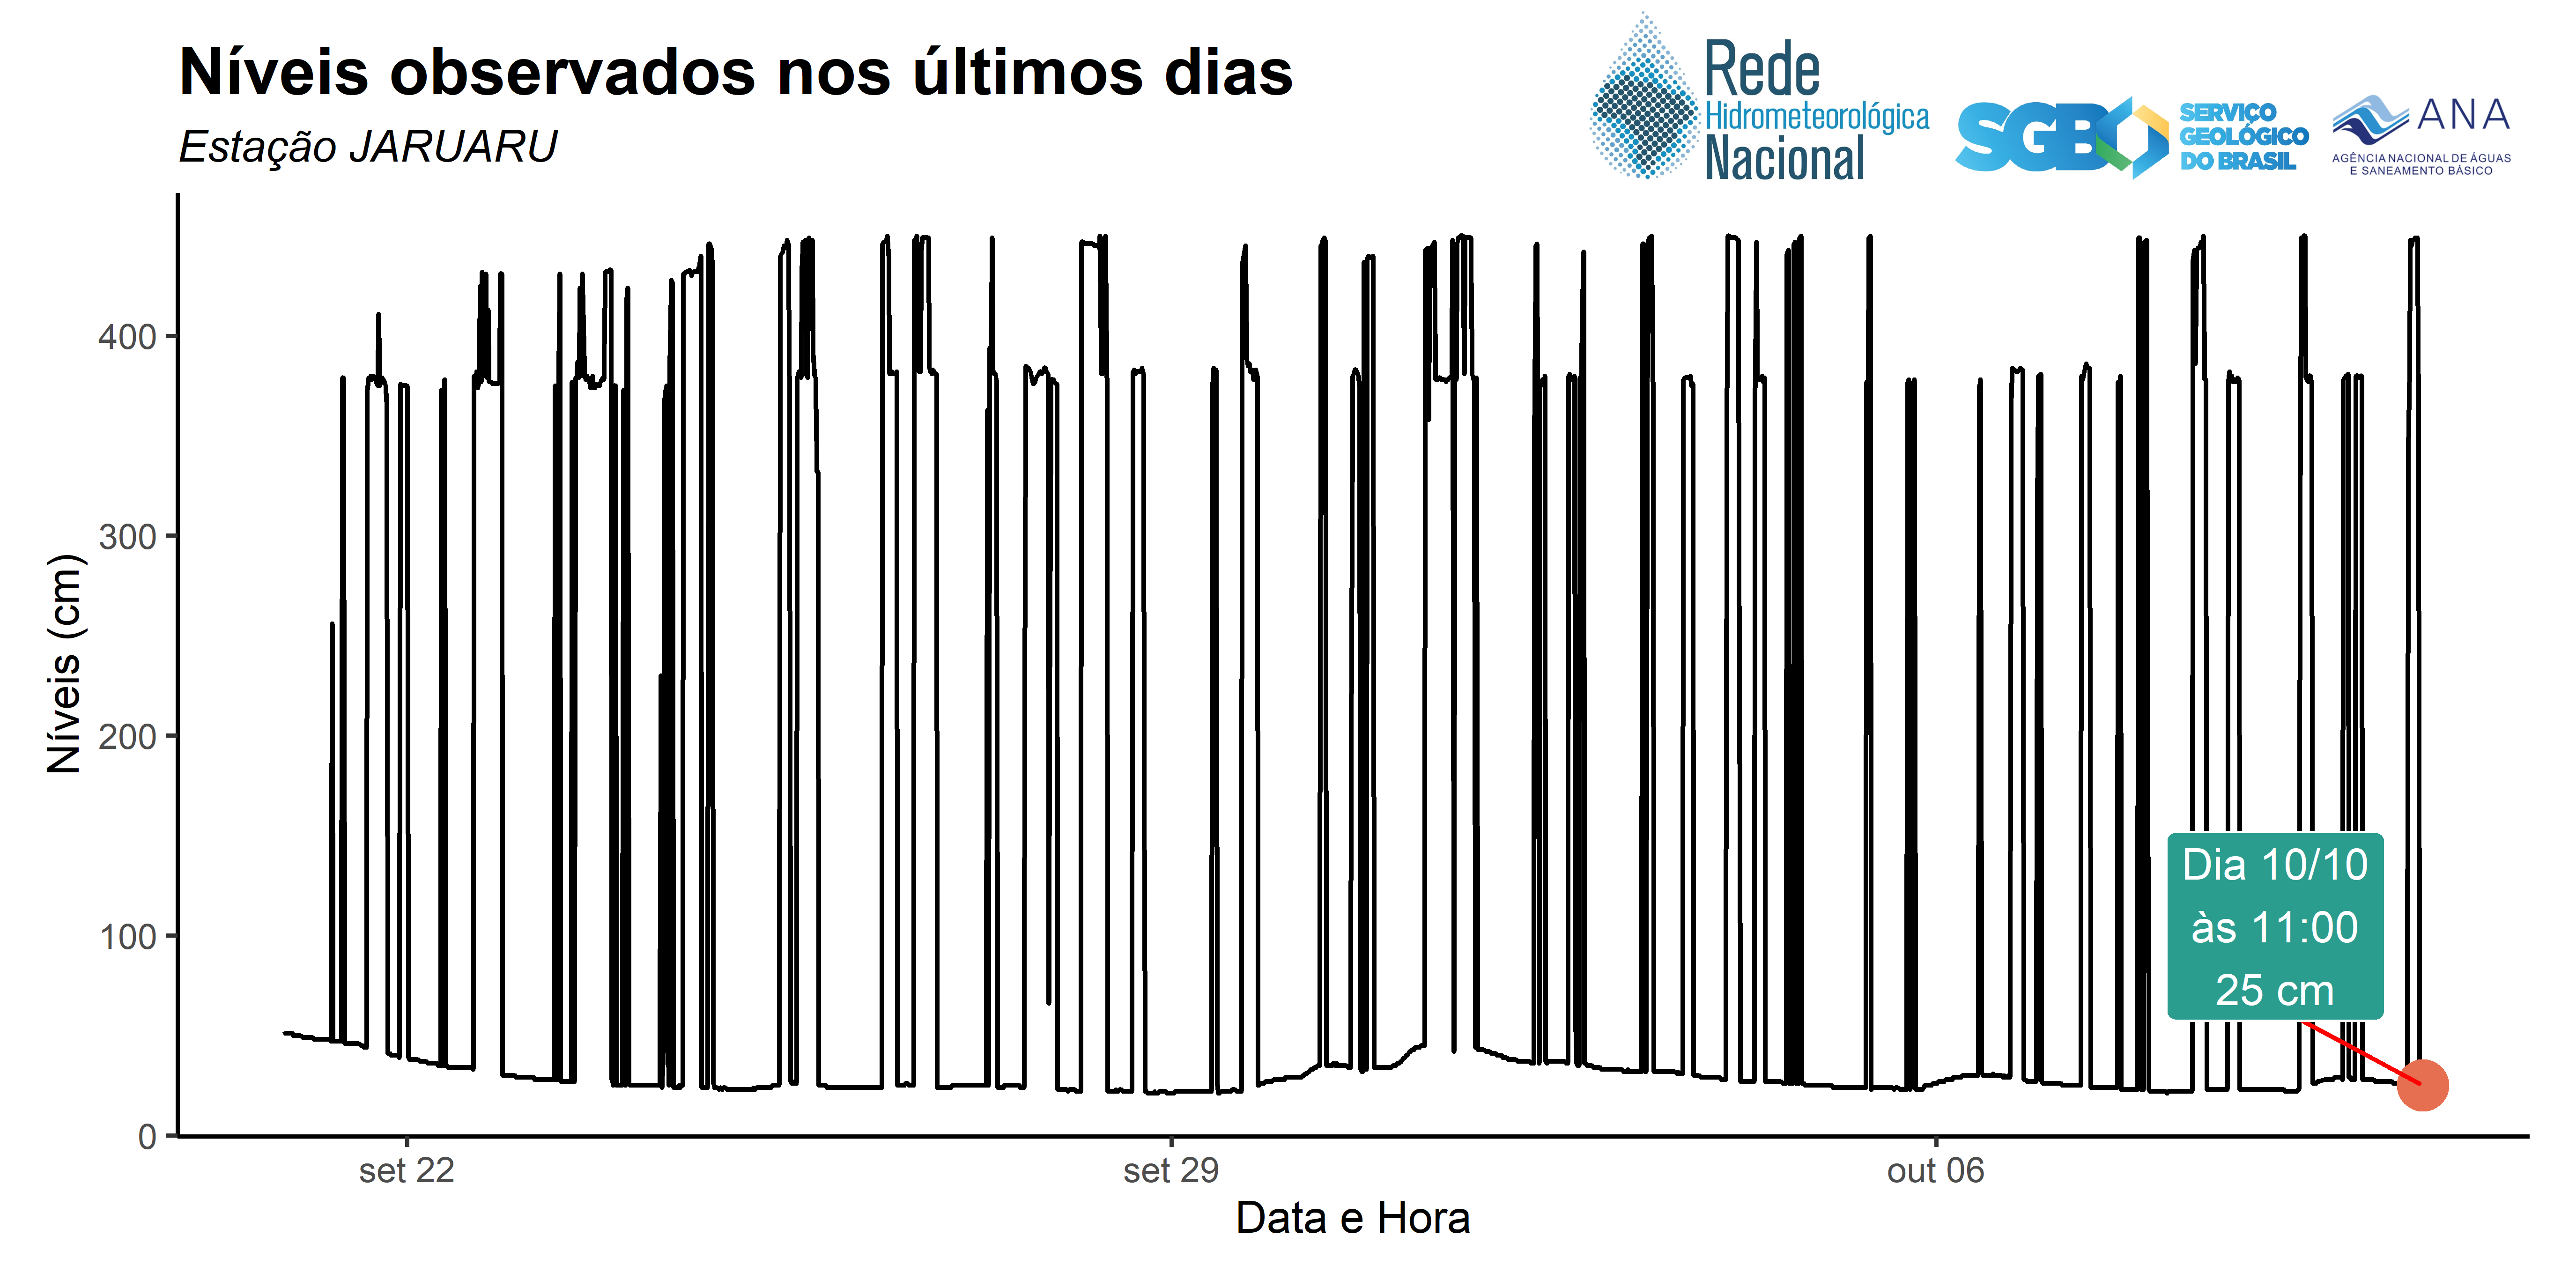 Níveis observados nos últimos dias
Estação JARUARU
Rede
Hidrometeorológica
Nacional
SGB
SERVIÇO
GEOLÓGICO
DO BRASIL
ANA
AGÊNCIA NACIONAL DE ÁGUAS
E SANEAMENTO BÁSICO
Níveis (cm)
400
300
200
100
0
Dia 10/10
às 11:00
25 cm
set 22
set 29
out 06
Data e Hora